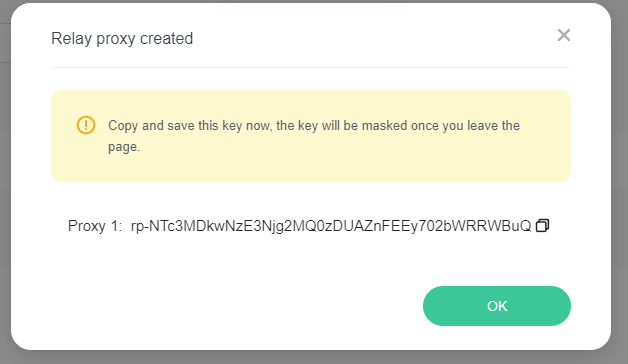 Relay proxy created
Copy and save this key now, the key will be masked once you leave the
page.
Proxy 1: rp-NTc3MDkwNzE3Njg2MQ0zDUAZnFEEy702bWRRWBuQ
OK